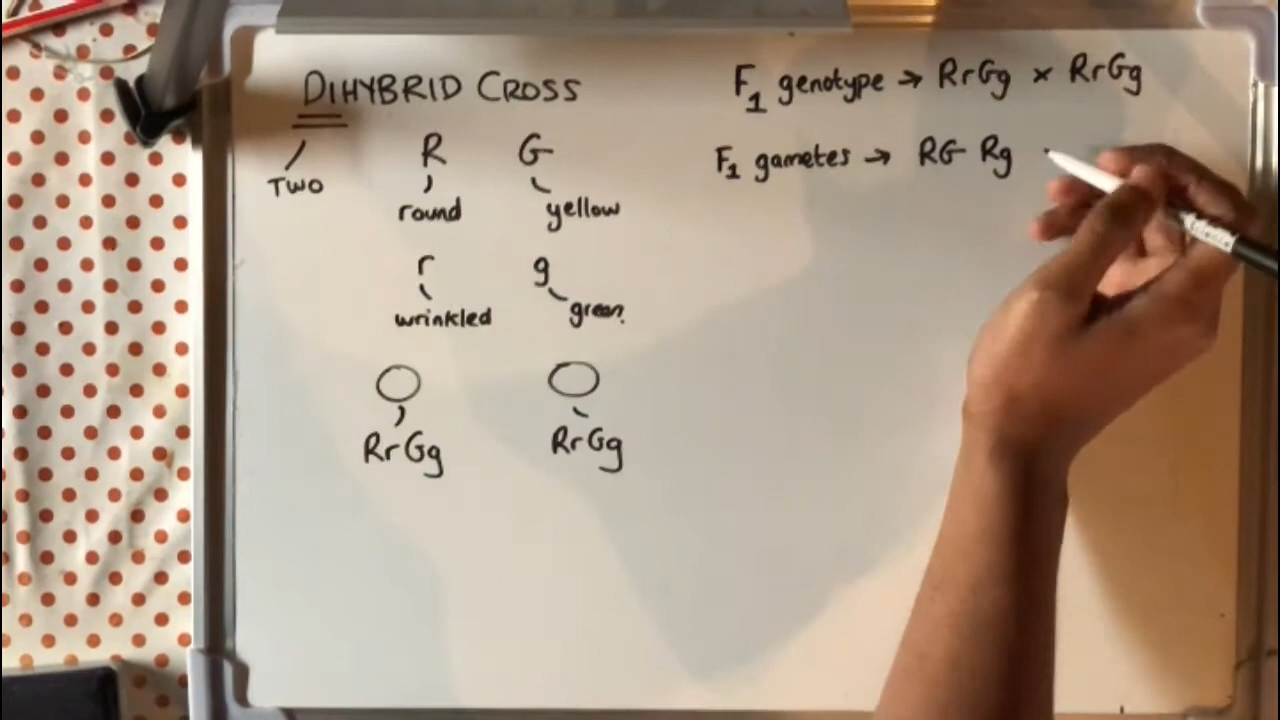 DIHYBRID CROSS
TWO
R G
round yellow
r g
wrinkled green
RrGg RrGg
F1 genotype → RrGg × RrGg
F1 gametes → RG Rg